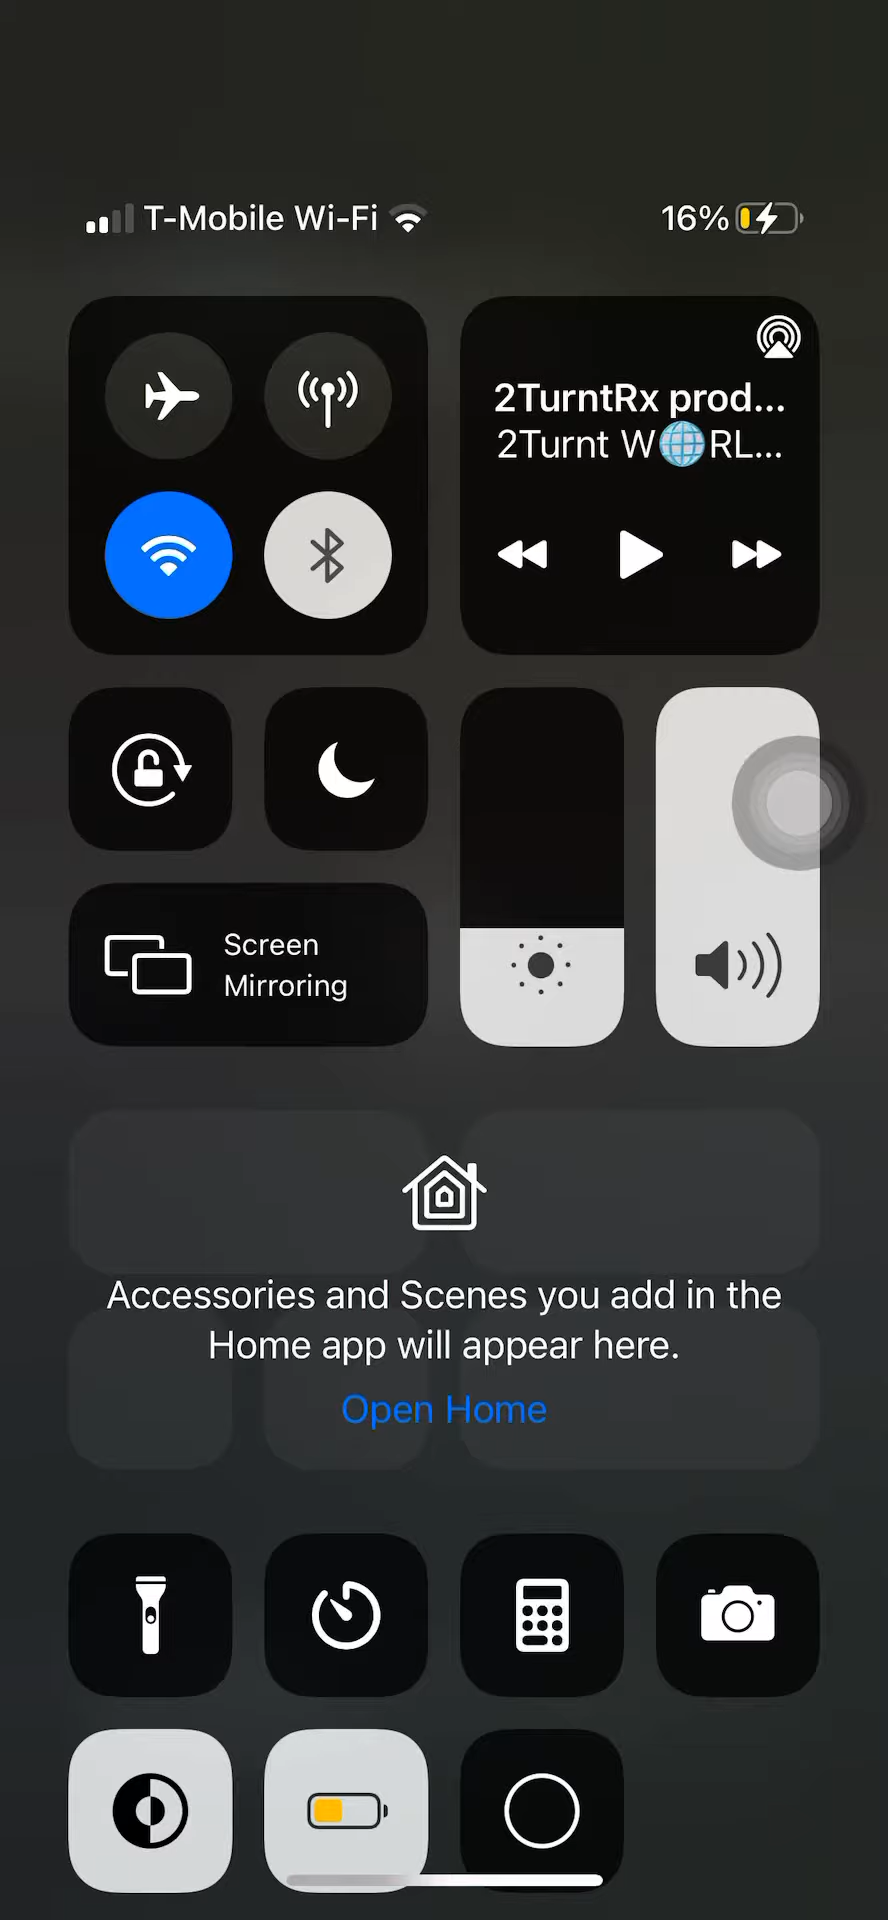 T-Mobile Wi-Fi
16%
2TurntRx prod...
2Turnt W🌐RL...
Screen
Mirroring
Accessories and Scenes you add in the
Home app will appear here.
Open Home